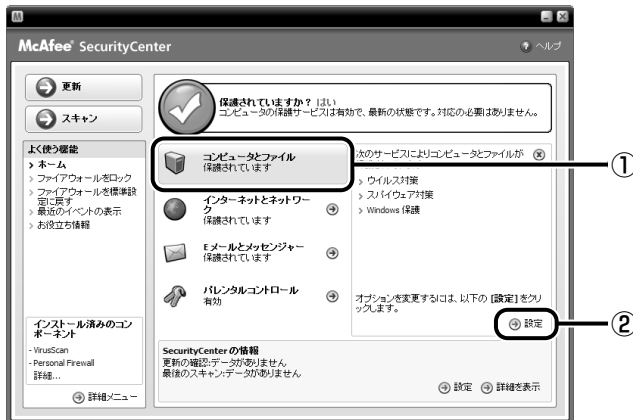 McAfee® SecurityCenter
ヘルプ
更新
スキャン
よく使う機能
> ホーム
> ファイアウォールをロック
> ファイアウォールを標準設
定に戻す
> 最近のイベントの表示
> お役立ち情報
インストール済みのコン
ポーネント
- VirusScan
- Personal Firewall
詳細...
詳細メニュー
保護されていますか? はい
コンピュータの保護サービスは有効で、最新の状態です。対応の必要はありません。
コンピュータとファイル
保護されています
インターネットとネットワー
ク
保護されています
Eメールとメッセンジャー
保護されています
パレンタルコントロール
有効
次のサービスによりコンピュータとファイルが
> ウイルス対策
> スパイウェア対策
> Windows 保護
オプションを変更するには、以下の [設定] をクリ
ックします。
設定
①
②
SecurityCenter の情報
更新の確認:データがありません
最後のスキャン:データがありません
設定 詳細を表示